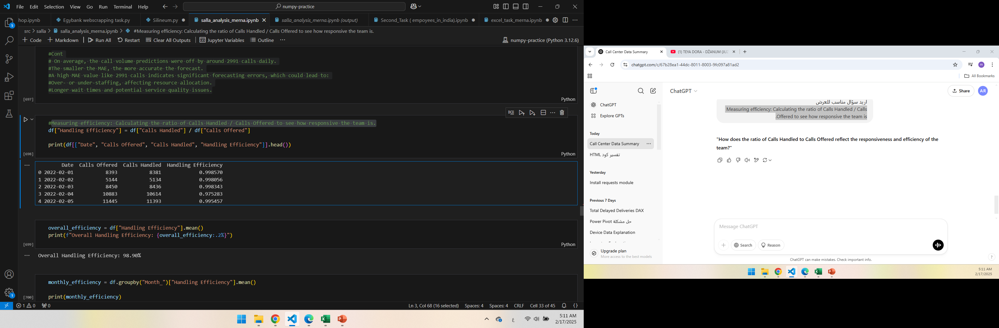 File Edit Selection View Go Run Terminal Help
numpy-practice
hop.ipynb
Egybank webscrapping task.py
Silineum.py
salla_analysis_merna.ipynb
salla_analysis_merna.ipynb (output)
Second_Task ( empoyees_in_india).ipynb
excel_task_merna.ipynb
src > salla > salla_analysis_merna.ipynb > #Measuring efficiency: Calculating the ratio of Calls Handled / Calls Offered to see how responsive the team is.
+ Code + Markdown Run All Restart Clear All Outputs Jupyter Variables Outline ...
numpy-practice (Python 3.12.6)
#Cont
# On average, the call volume predictions were off by around 2991 calls daily.
#The smaller the MAE, the more accurate the forecast.
#A high MAE value like 2991 calls indicates significant forecasting errors, which could lead to:
#Over- or under-staffing, affecting resource allocation.
#Longer wait times and potential service quality issues.
[697]
Python
#Measuring efficiency: Calculating the ratio of Calls Handled / Calls Offered to see how responsive the team is.
df["Handling Efficiency"] = df["Calls Handled"] / df["Calls Offered"]
print(df[["Date", "Calls Offered", "Calls Handled", "Handling Efficiency"]].head())
[698]
Python
Date Calls Offered Calls Handled Handling Efficiency
0 2022-02-01 8393 8381 0.998570
1 2022-02-02 5144 5134 0.998056
2 2022-02-03 8450 8436 0.998343
3 2022-02-04 10883 10614 0.975283
4 2022-02-05 11445 11393 0.995457
overall_efficiency = df["Handling Efficiency"].mean()
print(f"Overall Handling Efficiency: {overall_efficiency:.2%}")
[699]
Python
Overall Handling Efficiency: 98.90%
monthly_efficiency = df.groupby("Month_")["Handling Efficiency"].mean()
print(monthly_efficiency)
[700]
5
1
1 0 0
Ln 3, Col 68 (16 selected) Spaces: 4 Spaces: 4 CRLF Cell 33 of 45 {}
ع
5:11 AM
2/17/2025
Call Center Data Summary
(1) TEYA DORA - DŽANUM (JUZ
chatgpt.com/c/67b28ea1-44dc-8011-8003-9fc097a81ad2
m
All Bookmarks
ChatGPT
Share
AR
ChatGPT
Explore GPTs
Today
Call Center Data Summary
تفسير كود HTML
Yesterday
Install requests module
Previous 7 Days
Total Delayed Deliveries DAX
حل مشكلة Power Pivot
Device Data Explanation
Upgrade plan
More access to the best models
اريد سؤال مناسب للعرض
Measuring efficiency: Calculating the ratio of Calls Handled / Calls
Offered to see how responsive the team is.
"How does the ratio of Calls Handled to Calls Offered reflect the responsiveness and efficiency of the
team?"
Message ChatGPT
Search
Reason
ChatGPT can make mistakes. Check important info.
?
5:11 AM
2/17/2025